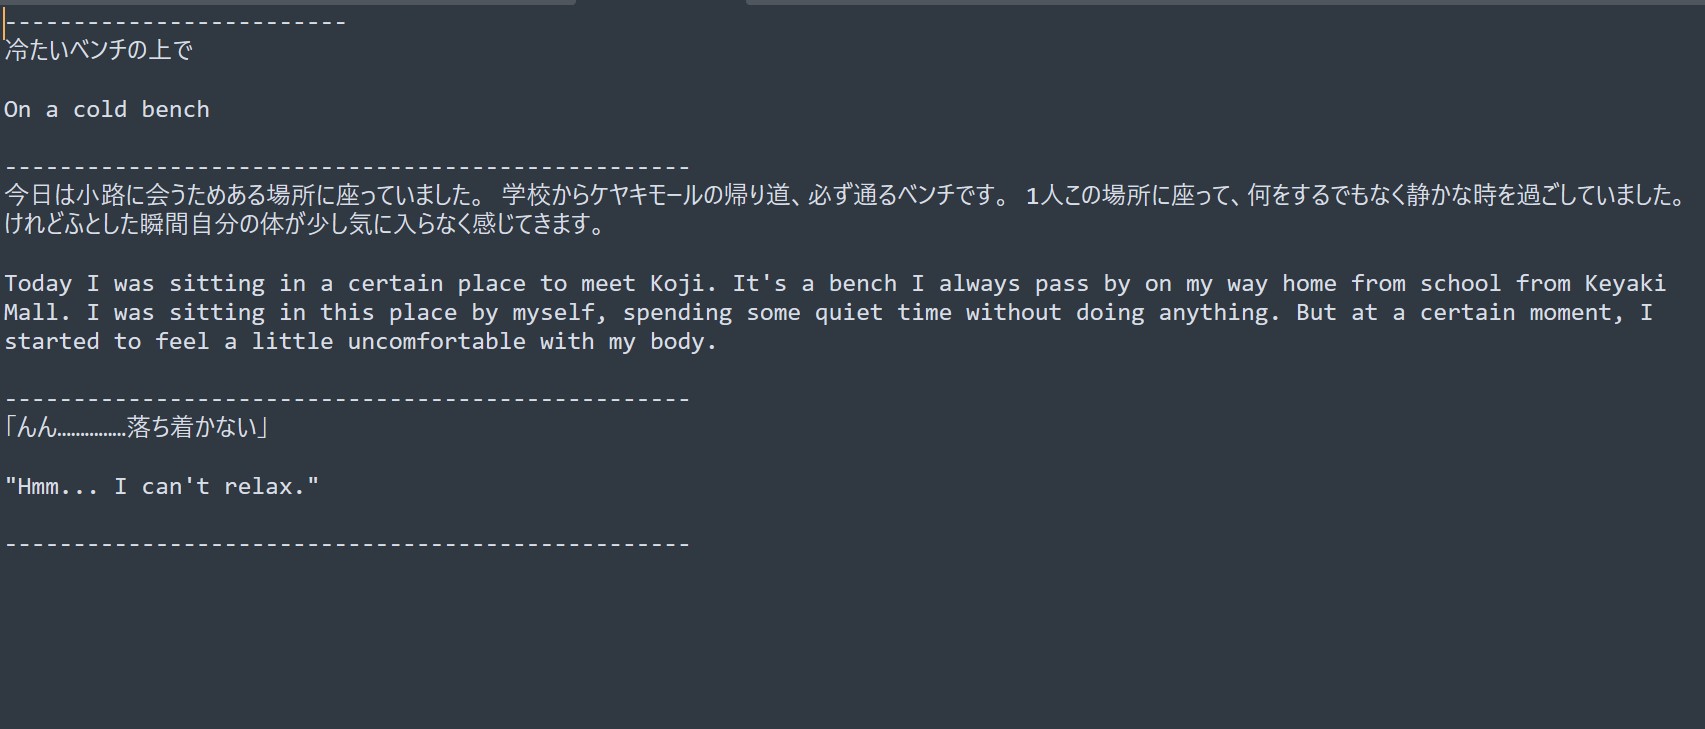 -------------------------
冷たいベンチの上で
On a cold bench
--------------------------------------------------
今日は小路に会うためある場所に座っていました。 学校からケヤキモールの帰り道、必ず通るベンチです。 1人この場所に座って、何をするでもなく静かな時を過ごしていました。
けれどふとした瞬間自分の体が少し気に入らなく感じてきます。
Today I was sitting in a certain place to meet Koji. It's a bench I always pass by on my way home from school from Keyaki
Mall. I was sitting in this place by myself, spending some quiet time without doing anything. But at a certain moment, I
started to feel a little uncomfortable with my body.
--------------------------------------------------
「んん……………落ち着かない」
"Hmm... I can't relax."
--------------------------------------------------